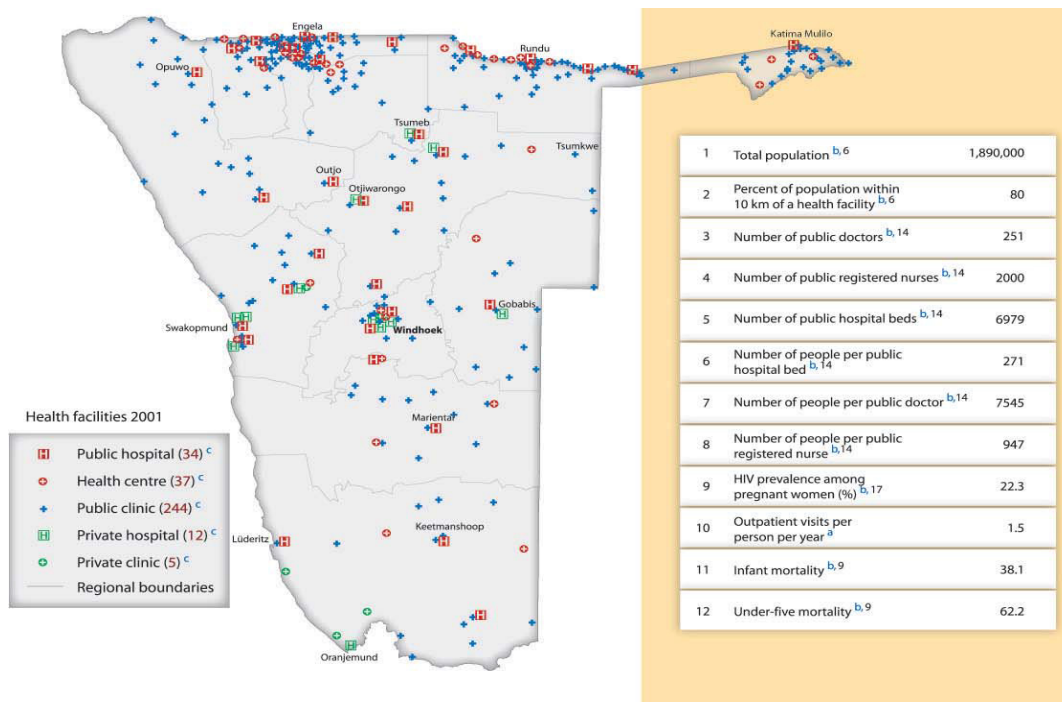 Engela
Opuwo
Rundu
Katima Mulilo
Tsumeb
Tsumkwe
Outjo
Otjiwarongo
Gobabis
Swakopmund
Windhoek
Mariental
Keetmanshoop
Lüderitz
Oranjemund
Health facilities 2001
Public hospital (34) c
Health centre (37) c
Public clinic (244) c
Private hospital (12) c
Private clinic (5) c
Regional boundaries
1 Total population b, 6 1,890,000
2 Percent of population within
10 km of a health facility b, 6 80
3 Number of public doctors b, 14 251
4 Number of public registered nurses b, 14 2000
5 Number of public hospital beds b, 14 6979
6 Number of people per public
hospital bed b, 14 271
7 Number of people per public doctor b, 14 7545
8 Number of people per public
registered nurse b, 14 947
9 HIV prevalence among
pregnant women (%) b, 17 22.3
10 Outpatient visits per
person per year a 1.5
11 Infant mortality b, 9 38.1
12 Under-five mortality b, 9 62.2